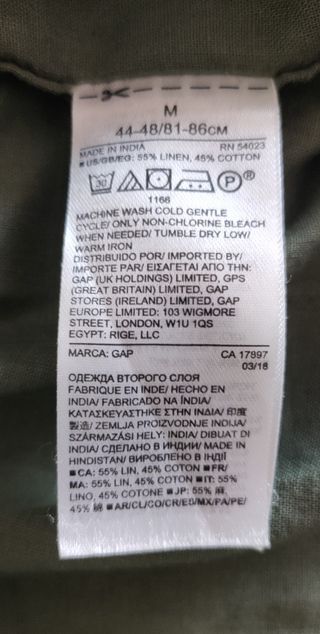 M
44-48/81-86CM
MADE IN INDIA RN 54023
■US/GB/EG: 55% LINEN, 45% COTTON
30 P®
1166
MACHINE WASH COLD GENTLE
CYCLE/ ONLY NON-CHLORINE BLEACH
WHEN NEEDED/ TUMBLE DRY LOW/
WARM IRON
DISTRIBUIDO POR/ IMPORTED BY/
IMPORTE PAR/ ΕΙΣΑΓΕΤΑΙ ΑΠΟ ΤΗΝ:
GAP (UK HOLDINGS) LIMITED, GPS
(GREAT BRITAIN) LIMITED, GAP
STORES (IRELAND) LIMITED, GAP
EUROPE LIMITED: 103 WIGMORE
STREET, LONDON, W1U 1QS
EGYPT: RIGE, LLC
MARCA: GAP CA 17897
03/18
ОДЕЖДА ВТОРОГО СЛОЯ
FABRIQUE EN INDE/ HECHO EN
INDIA/ FABRICADO NA ÍNDIA/
ΚΑΤΑΣΚΕΥΑΣΤΗΚΕ ΣΤΗΝ ΙΝΔΙΑ/ 印度
製造/ ZEMLJA PROIZVODNJE INDIJA/
SZÁRMAZÁSI HELY: INDIA/ DIBUAT DI
INDIA/ СДЕЛАНО В ИНДИИ/ MADE IN
HINDISTAN/ ВИРОБЛЕНО В ІНДІЇ
■CA: 55% LIN, 45% COTON ■FR/
MA: 55% LIN, 45% COTON ■IT: 55%
LINO, 45% COTONE ■JP: 55% 麻,
45% 綿 ■AR/CL/CO/CR/ES/MX/PA/PE/